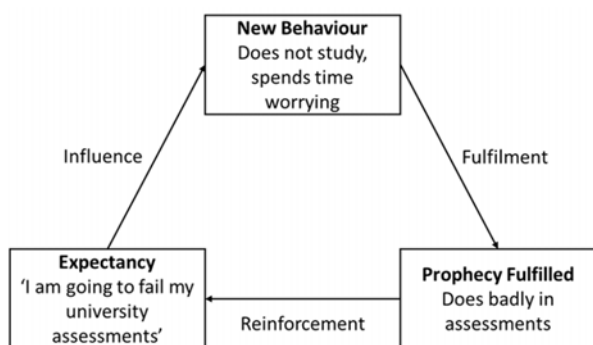 New Behaviour
Does not study,
spends time
worrying
Influence
Fulfilment
Expectancy
‘I am going to fail my
university
assessments’
Prophecy Fulfilled
Does badly in
assessments
Reinforcement